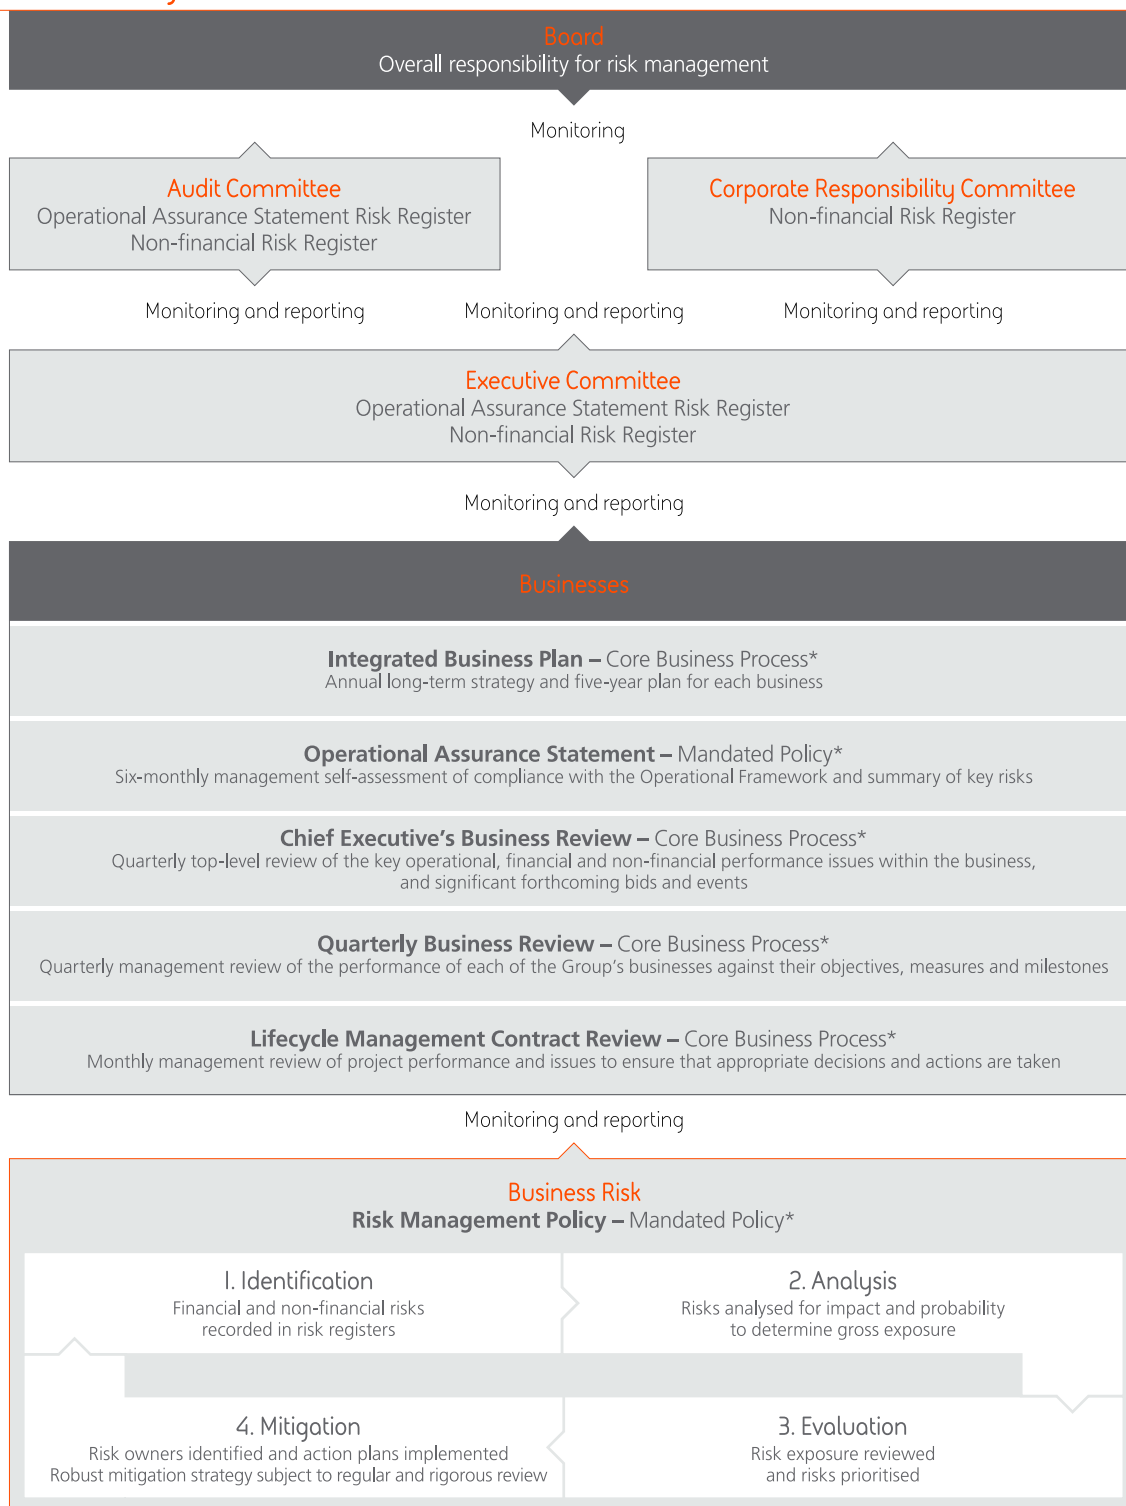 Board
Overall responsibility for risk management
Monitoring
Audit Committee
Operational Assurance Statement Risk Register
Non-financial Risk Register
Corporate Responsibility Committee
Non-financial Risk Register
Monitoring and reporting
Monitoring and reporting
Monitoring and reporting
Executive Committee
Operational Assurance Statement Risk Register
Non-financial Risk Register
Monitoring and reporting
Businesses
Integrated Business Plan – Core Business Process*
Annual long-term strategy and five-year plan for each business
Operational Assurance Statement – Mandated Policy*
Six-monthly management self-assessment of compliance with the Operational Framework and summary of key risks
Chief Executive's Business Review – Core Business Process*
Quarterly top-level review of the key operational, financial and non-financial performance issues within the business,
and significant forthcoming bids and events
Quarterly Business Review – Core Business Process*
Quarterly management review of the performance of each of the Group's businesses against their objectives, measures and milestones
Lifecycle Management Contract Review – Core Business Process*
Monthly management review of project performance and issues to ensure that appropriate decisions and actions are taken
Monitoring and reporting
Business Risk
Risk Management Policy – Mandated Policy*
1. Identification
Financial and non-financial risks
recorded in risk registers
2. Analysis
Risks analysed for impact and probability
to determine gross exposure
4. Mitigation
Risk owners identified and action plans implemented
Robust mitigation strategy subject to regular and rigorous review
3. Evaluation
Risk exposure reviewed
and risks prioritised